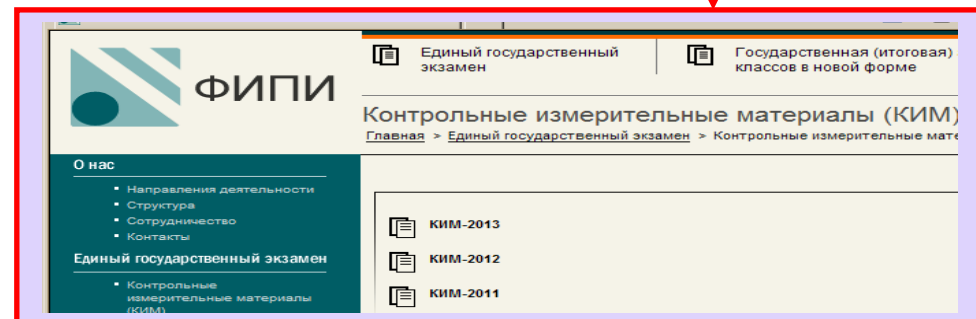 ФИПИ
Единый государственный
экзамен
Государственная (итоговая)
классов в новой форме
Контрольные измерительные материалы (КИМ)
Главная > Единый государственный экзамен > Контрольные измерительные мате
О нас
Направления деятельности
Структура
Сотрудничество
Контакты
Единый государственный экзамен
Контрольные
измерительные материалы
(КИМ)
КИМ-2013
КИМ-2012
КИМ-2011